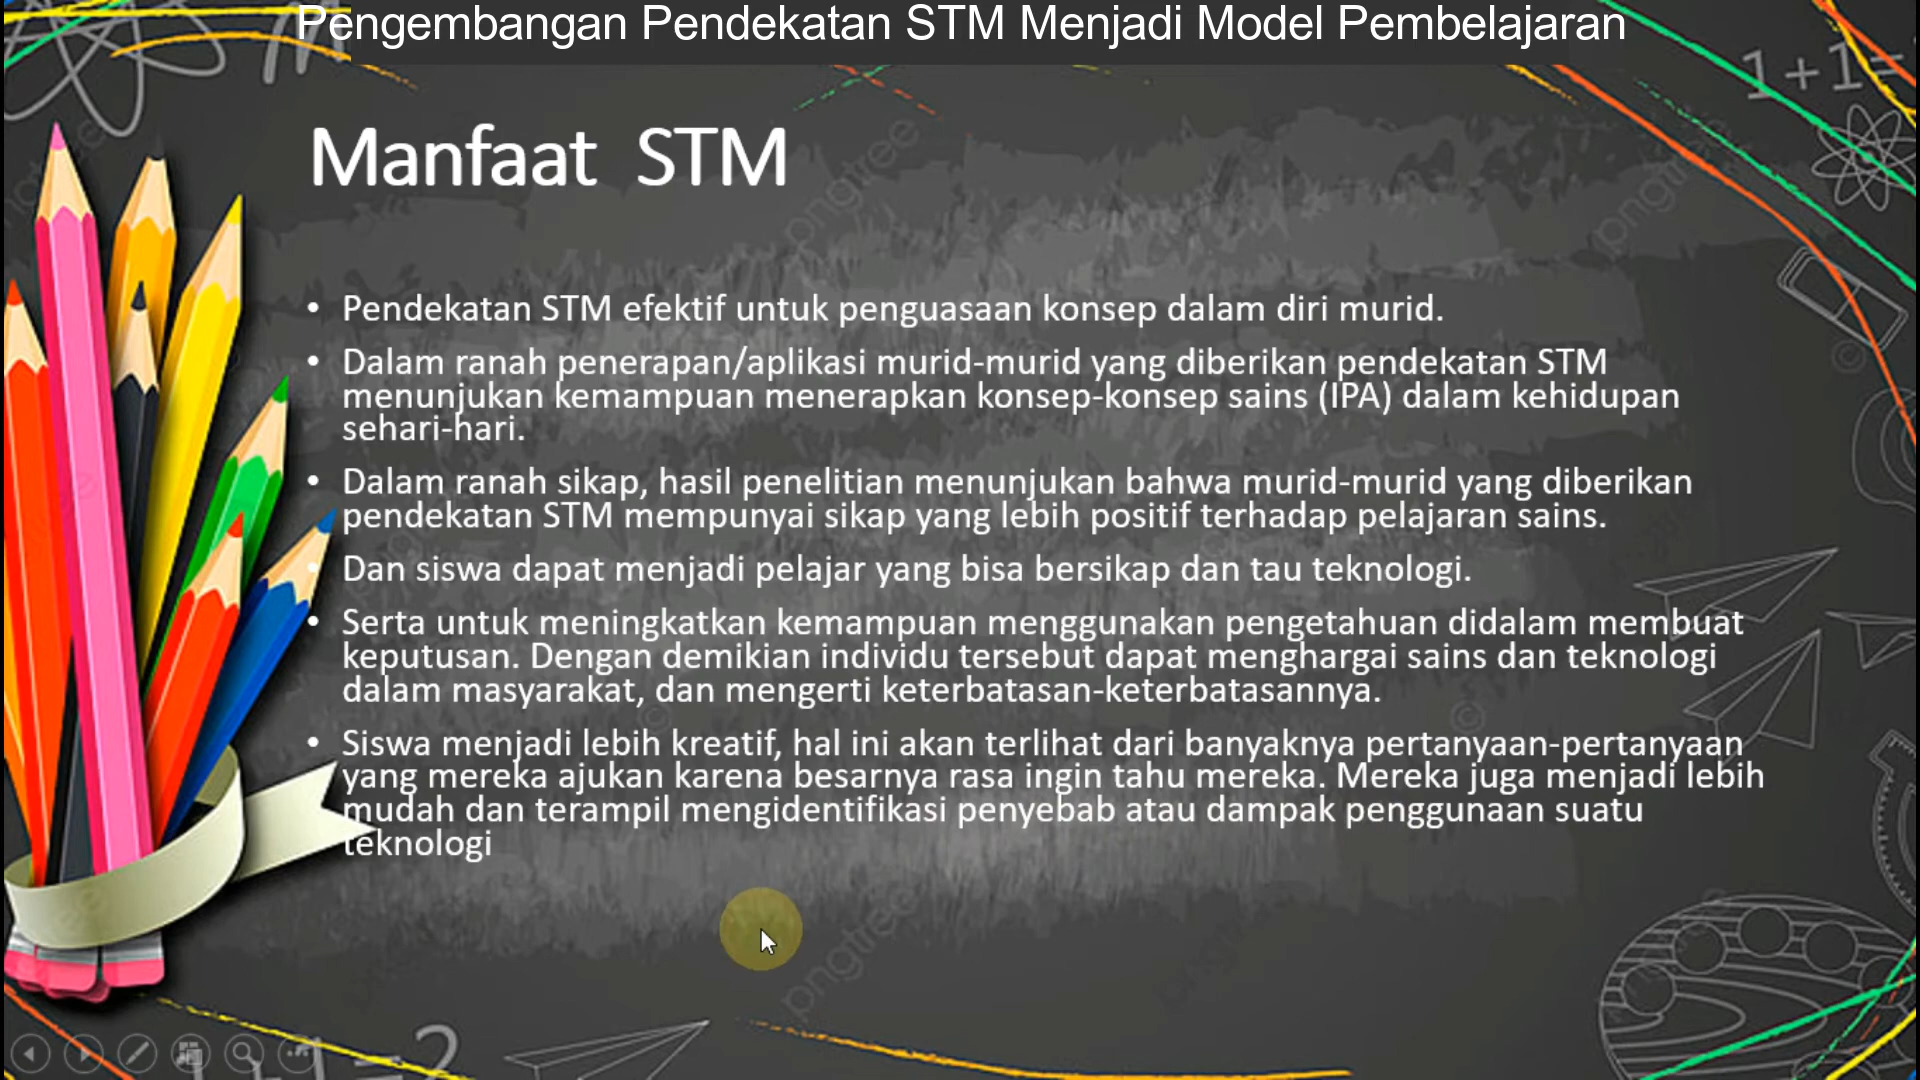 Pengembangan Pendekatan STM Menjadi Model Pembelajaran
1+1=
Manfaat STM
• Pendekatan STM efektif untuk penguasaan konsep dalam diri murid.
• Dalam ranah penerapan/aplikasi murid-murid yang diberikan pendekatan STM
menunjukan kemampuan menerapkan konsep-konsep sains (IPA) dalam kehidupan
sehari-hari.
• Dalam ranah sikap, hasil penelitian menunjukan bahwa murid-murid yang diberikan
pendekatan STM mempunyai sikap yang lebih positif terhadap pelajaran sains.
• Dan siswa dapat menjadi pelajar yang bisa bersikap dan tau teknologi.
• Serta untuk meningkatkan kemampuan menggunakan pengetahuan didalam membuat
keputusan. Dengan demikian individu tersebut dapat menghargai sains dan teknologi
dalam masyarakat, dan mengerti keterbatasan-keterbatasannya.
• Siswa menjadi lebih kreatif, hal ini akan terlihat dari banyaknya pertanyaan-pertanyaan
yang mereka ajukan karena besarnya rasa ingin tahu mereka. Mereka juga menjadi lebih
mudah dan terampil mengidentifikasi penyebab atau dampak penggunaan suatu
teknologi
pngtree
1+1=2